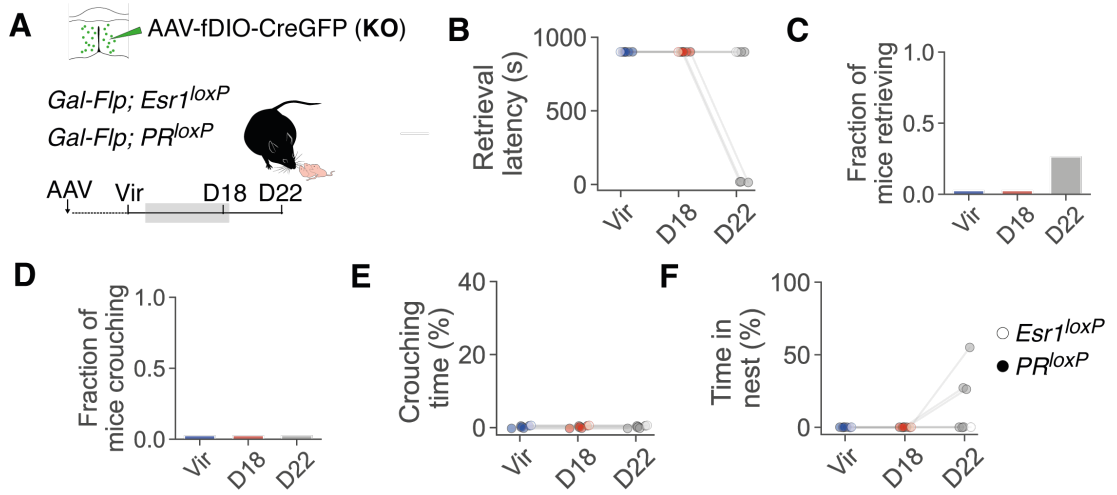 A
AAV-fDIO-CreGFP (KO)
Gal-Flp; Esr1loxP
Gal-Flp; PRloxP
AAV Vir D18 D22
B
Retrieval
latency (s)
1000
500
0
Vir D18 D22
C
Fraction of
mice retrieving
1.0
0.5
0.0
Vir D18 D22
D
Fraction of
mice crouching
1.0
0.5
0.0
Vir D18 D22
E
Crouching
time (%)
40
20
0
Vir D18 D22
F
Time in
nest (%)
100
50
0
Vir D18 D22
Esr1loxP
PRloxP